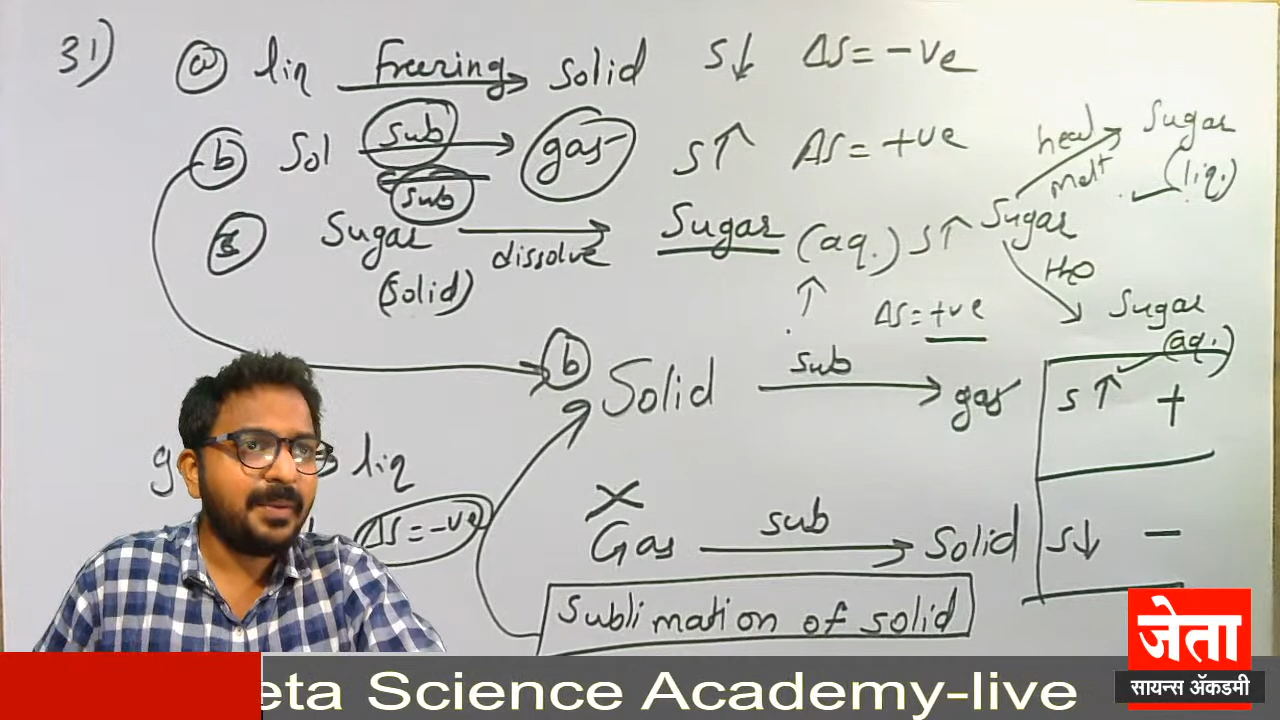 31) (a) liq Freezing solid S↓ ΔS = -ve
(b) Sol sub gas S↑ ΔS = +ve
sub
Sugar dissolve Sugar (aq.) S↑
(solid)
ΔS = +ve
Sugar heat melt Sugar (liq.)
H2O Sugar (aq.)
(b) Solid sub gas
S↑ +
liq
ΔS = -ve
Gas sub Solid
S↓ -
Sublimation of solid
जेता
सायन्स ॲकडमी
eta Science Academy-live